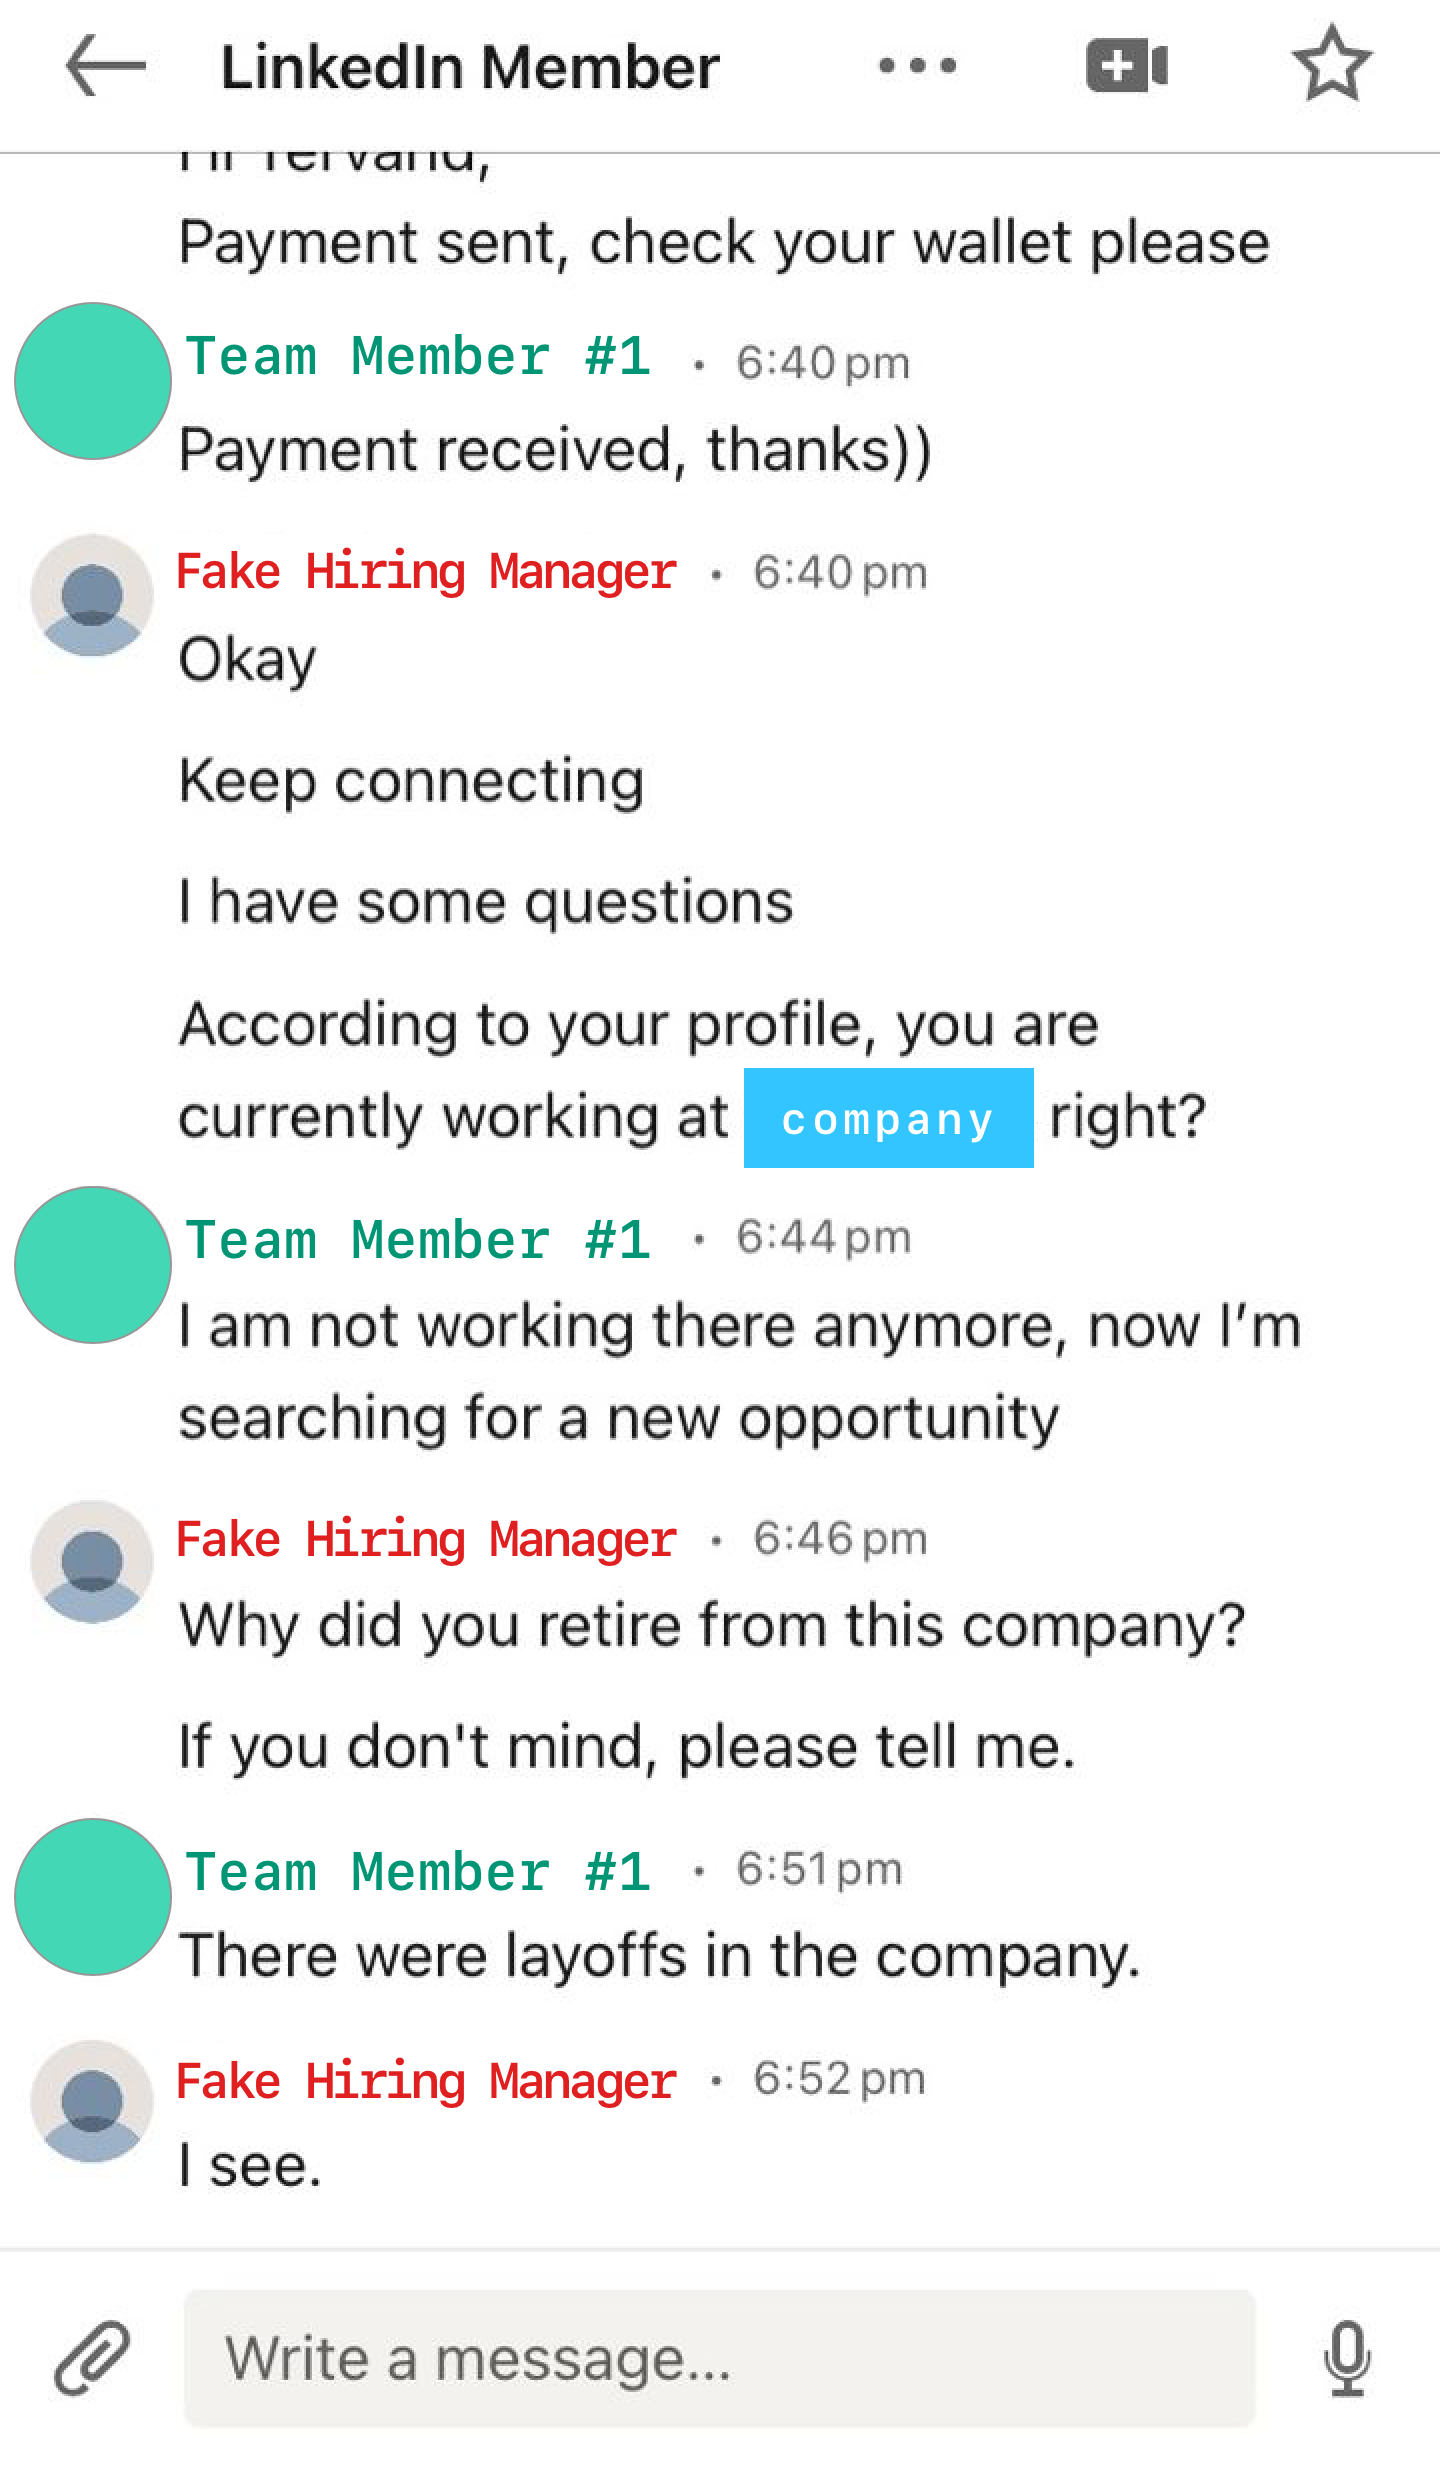 LinkedIn Member
Payment sent, check your wallet please
Team Member #1 • 6:40 pm
Payment received, thanks))
Fake Hiring Manager • 6:40 pm
Okay
Keep connecting
I have some questions
According to your profile, you are
currently working at company right?
Team Member #1 • 6:44 pm
I am not working there anymore, now I’m
searching for a new opportunity
Fake Hiring Manager • 6:46 pm
Why did you retire from this company?
If you don't mind, please tell me.
Team Member #1 • 6:51 pm
There were layoffs in the company.
Fake Hiring Manager • 6:52 pm
I see.
Write a message...